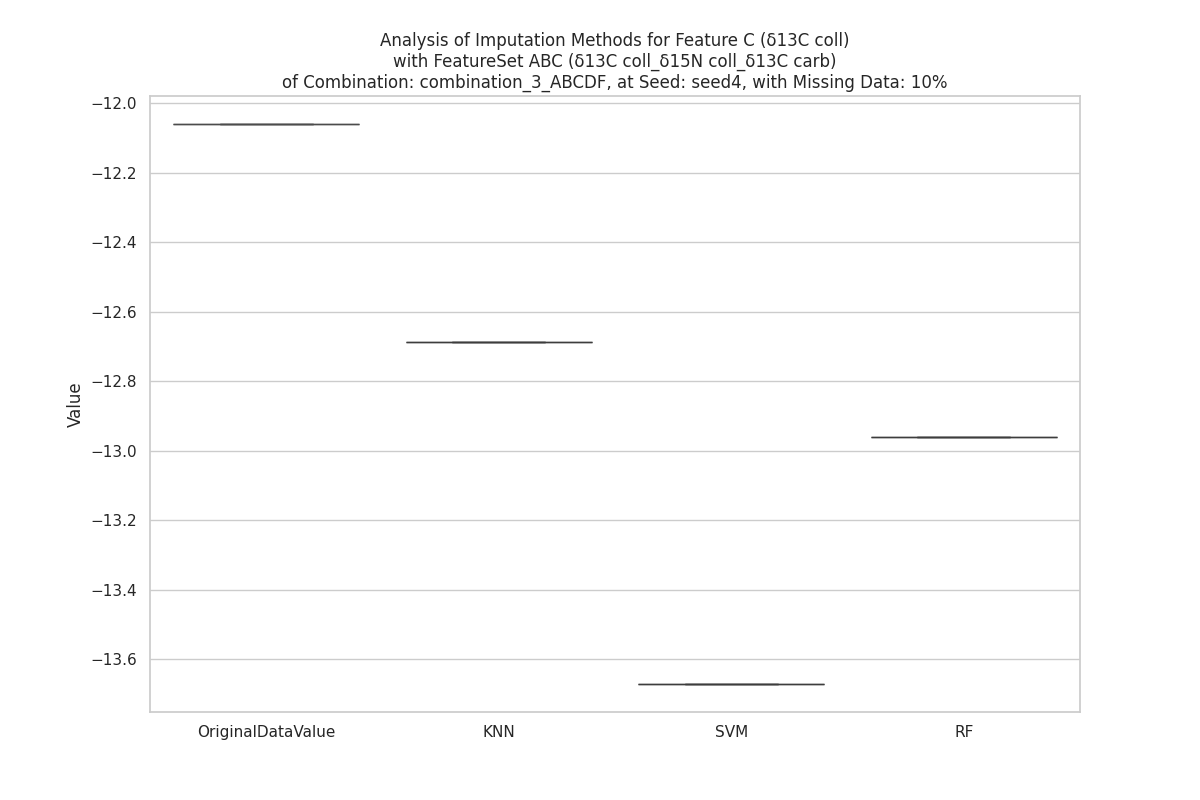 Analysis of Imputation Methods for Feature C (δ13C coll)
with FeatureSet ABC (δ13C coll_δ15N coll_δ13C carb)
of Combination: combination_3_ABCDF, at Seed: seed4, with Missing Data: 10%
−12.0
−12.2
−12.4
−12.6
−12.8
−13.0
−13.2
−13.4
−13.6
Value
OriginalDataValue
KNN
SVM
RF